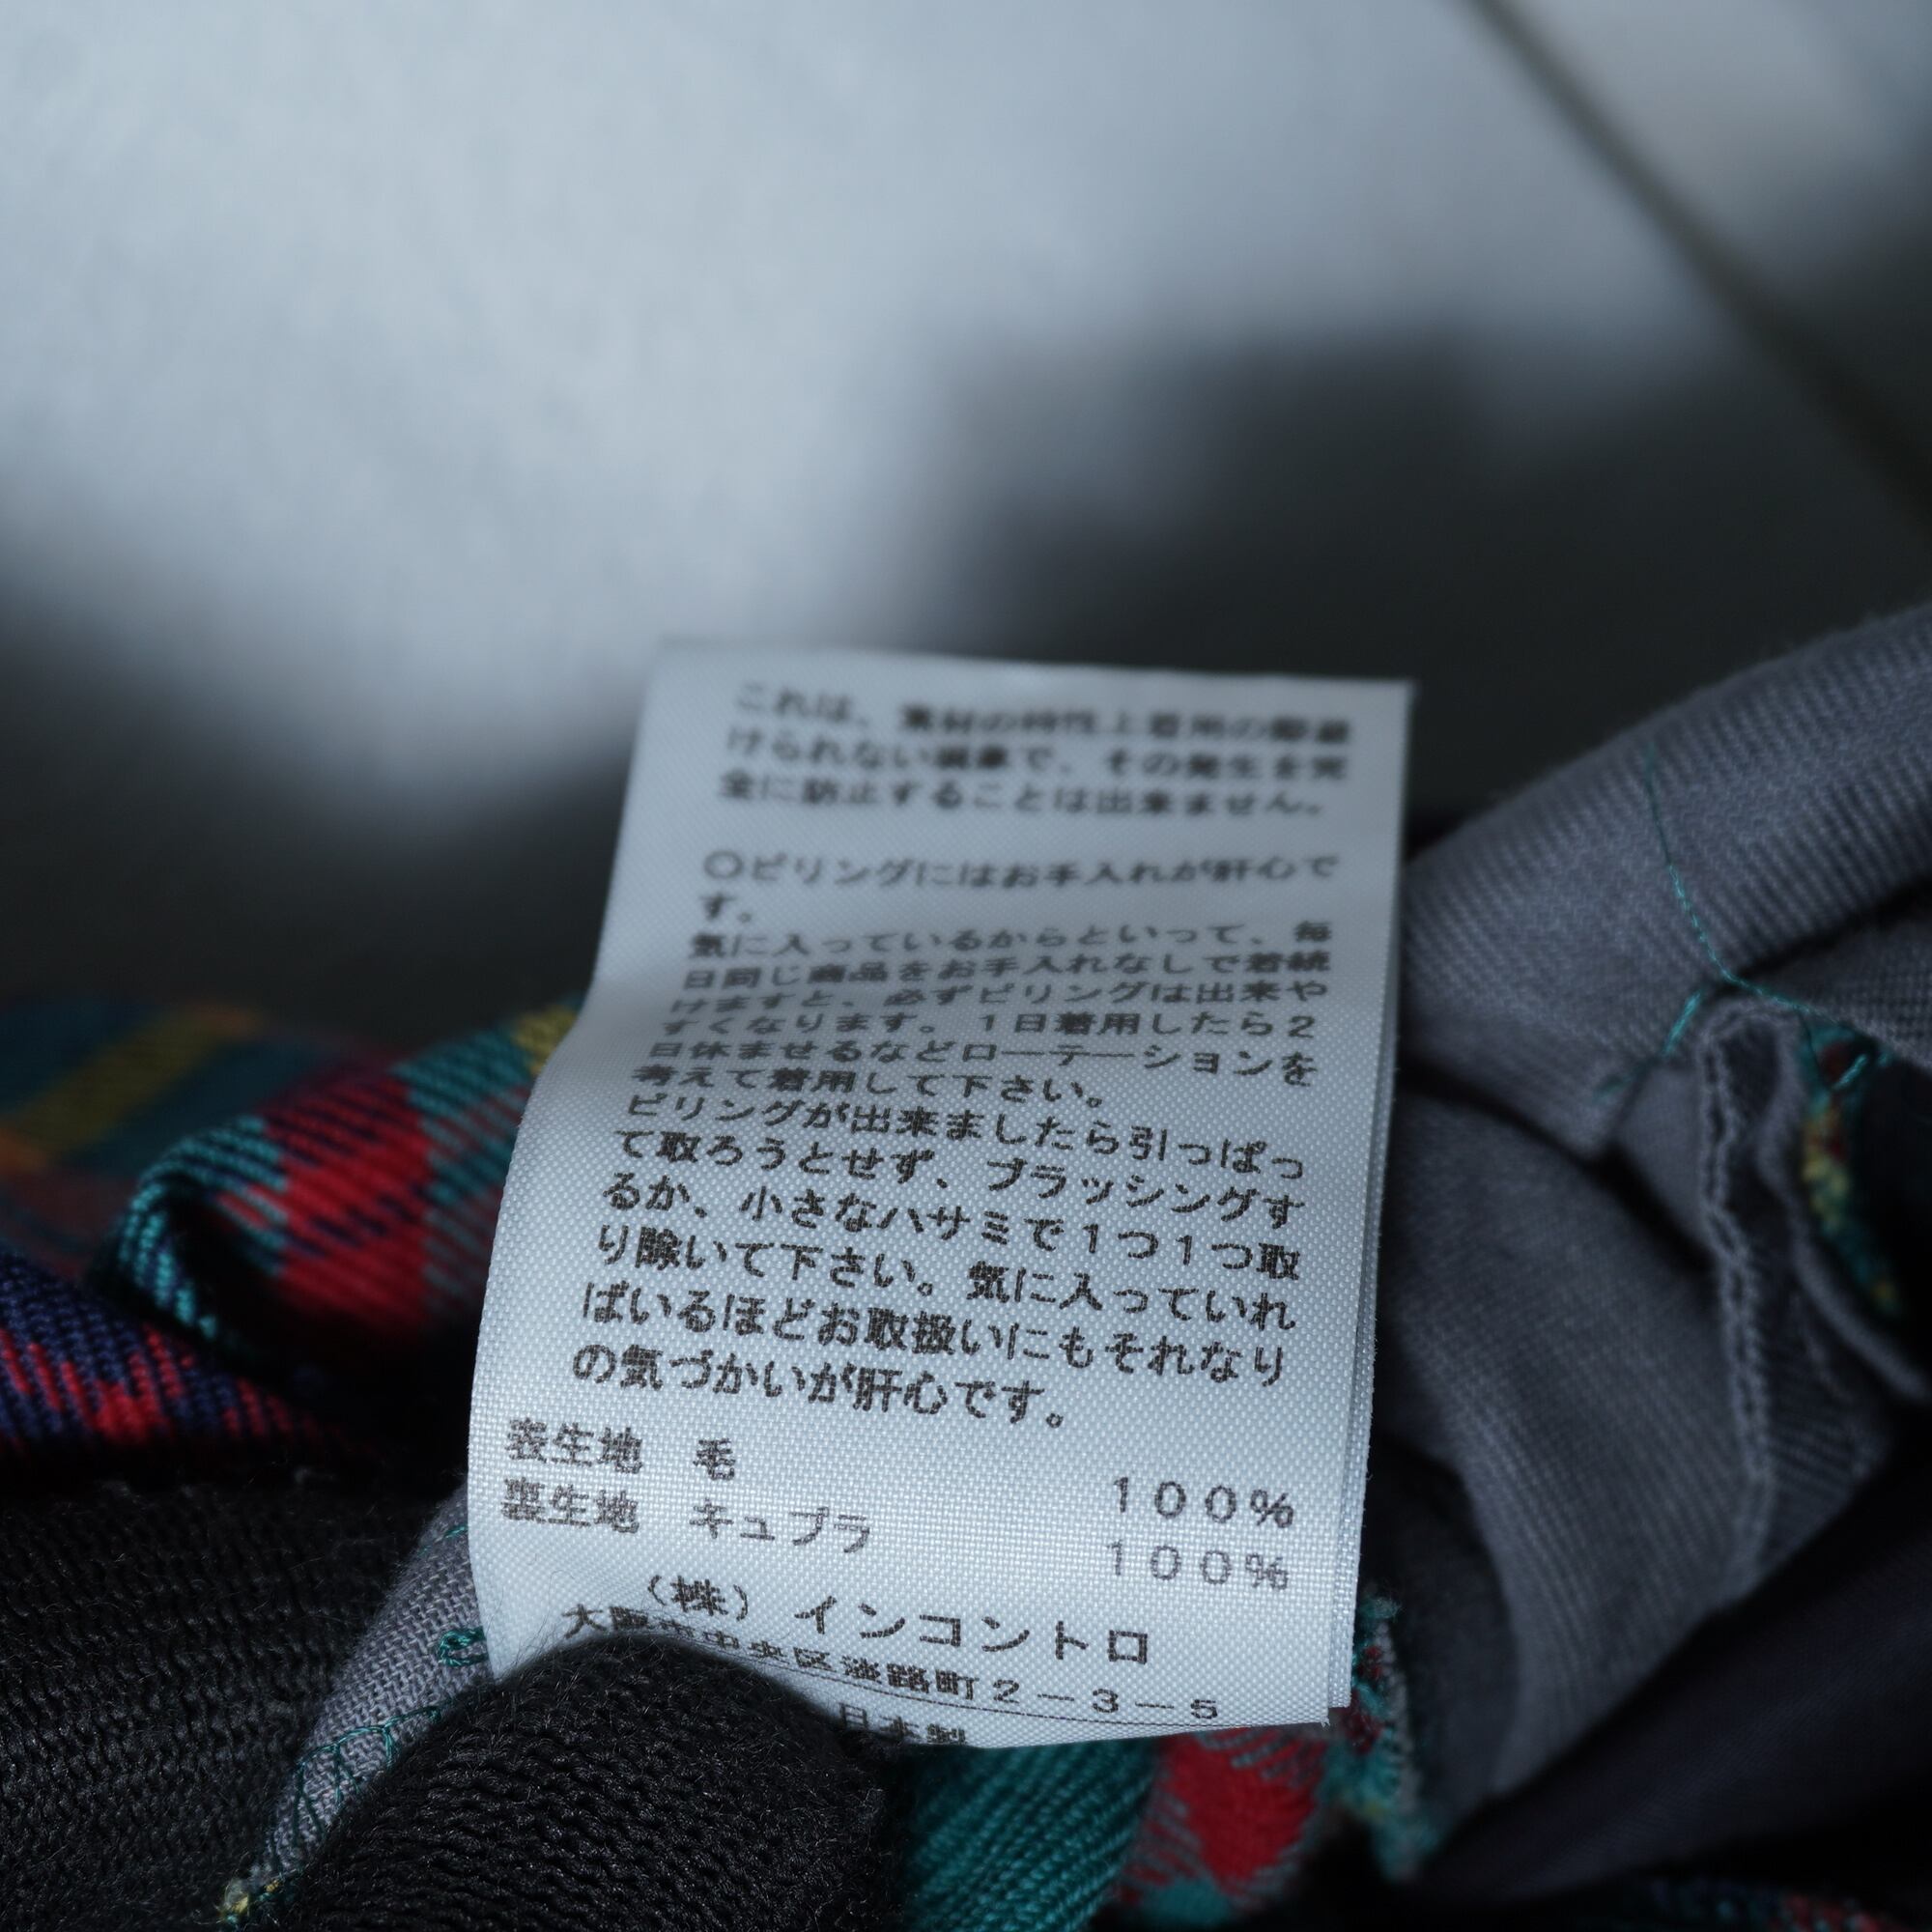 これは、素材の特性上着用の際避
けられない現象で、その発生を完
全に防止することは出来ません。
〇ピリングにはお手入れが肝心で
す。
気に入っているからといって、毎
日同じ商品をお手入れなしで着続
けますと、必ずピリングは出来や
すくなります。１日着用したら２
日休ませるなどローテーションを
考えて着用して下さい。
ピリングが出来ましたら引っぱっ
て取ろうとせず、ブラッシングす
るか、小さなハサミで１つ１つ取
り除いて下さい。気に入っていれ
ばいるほどお取扱いにもそれなり
の気づかいが肝心です。
表生地 毛 １００％
裏生地 キュプラ １００％
（株） インコントロ
大阪市中央区淡路町２－３－５
日本製